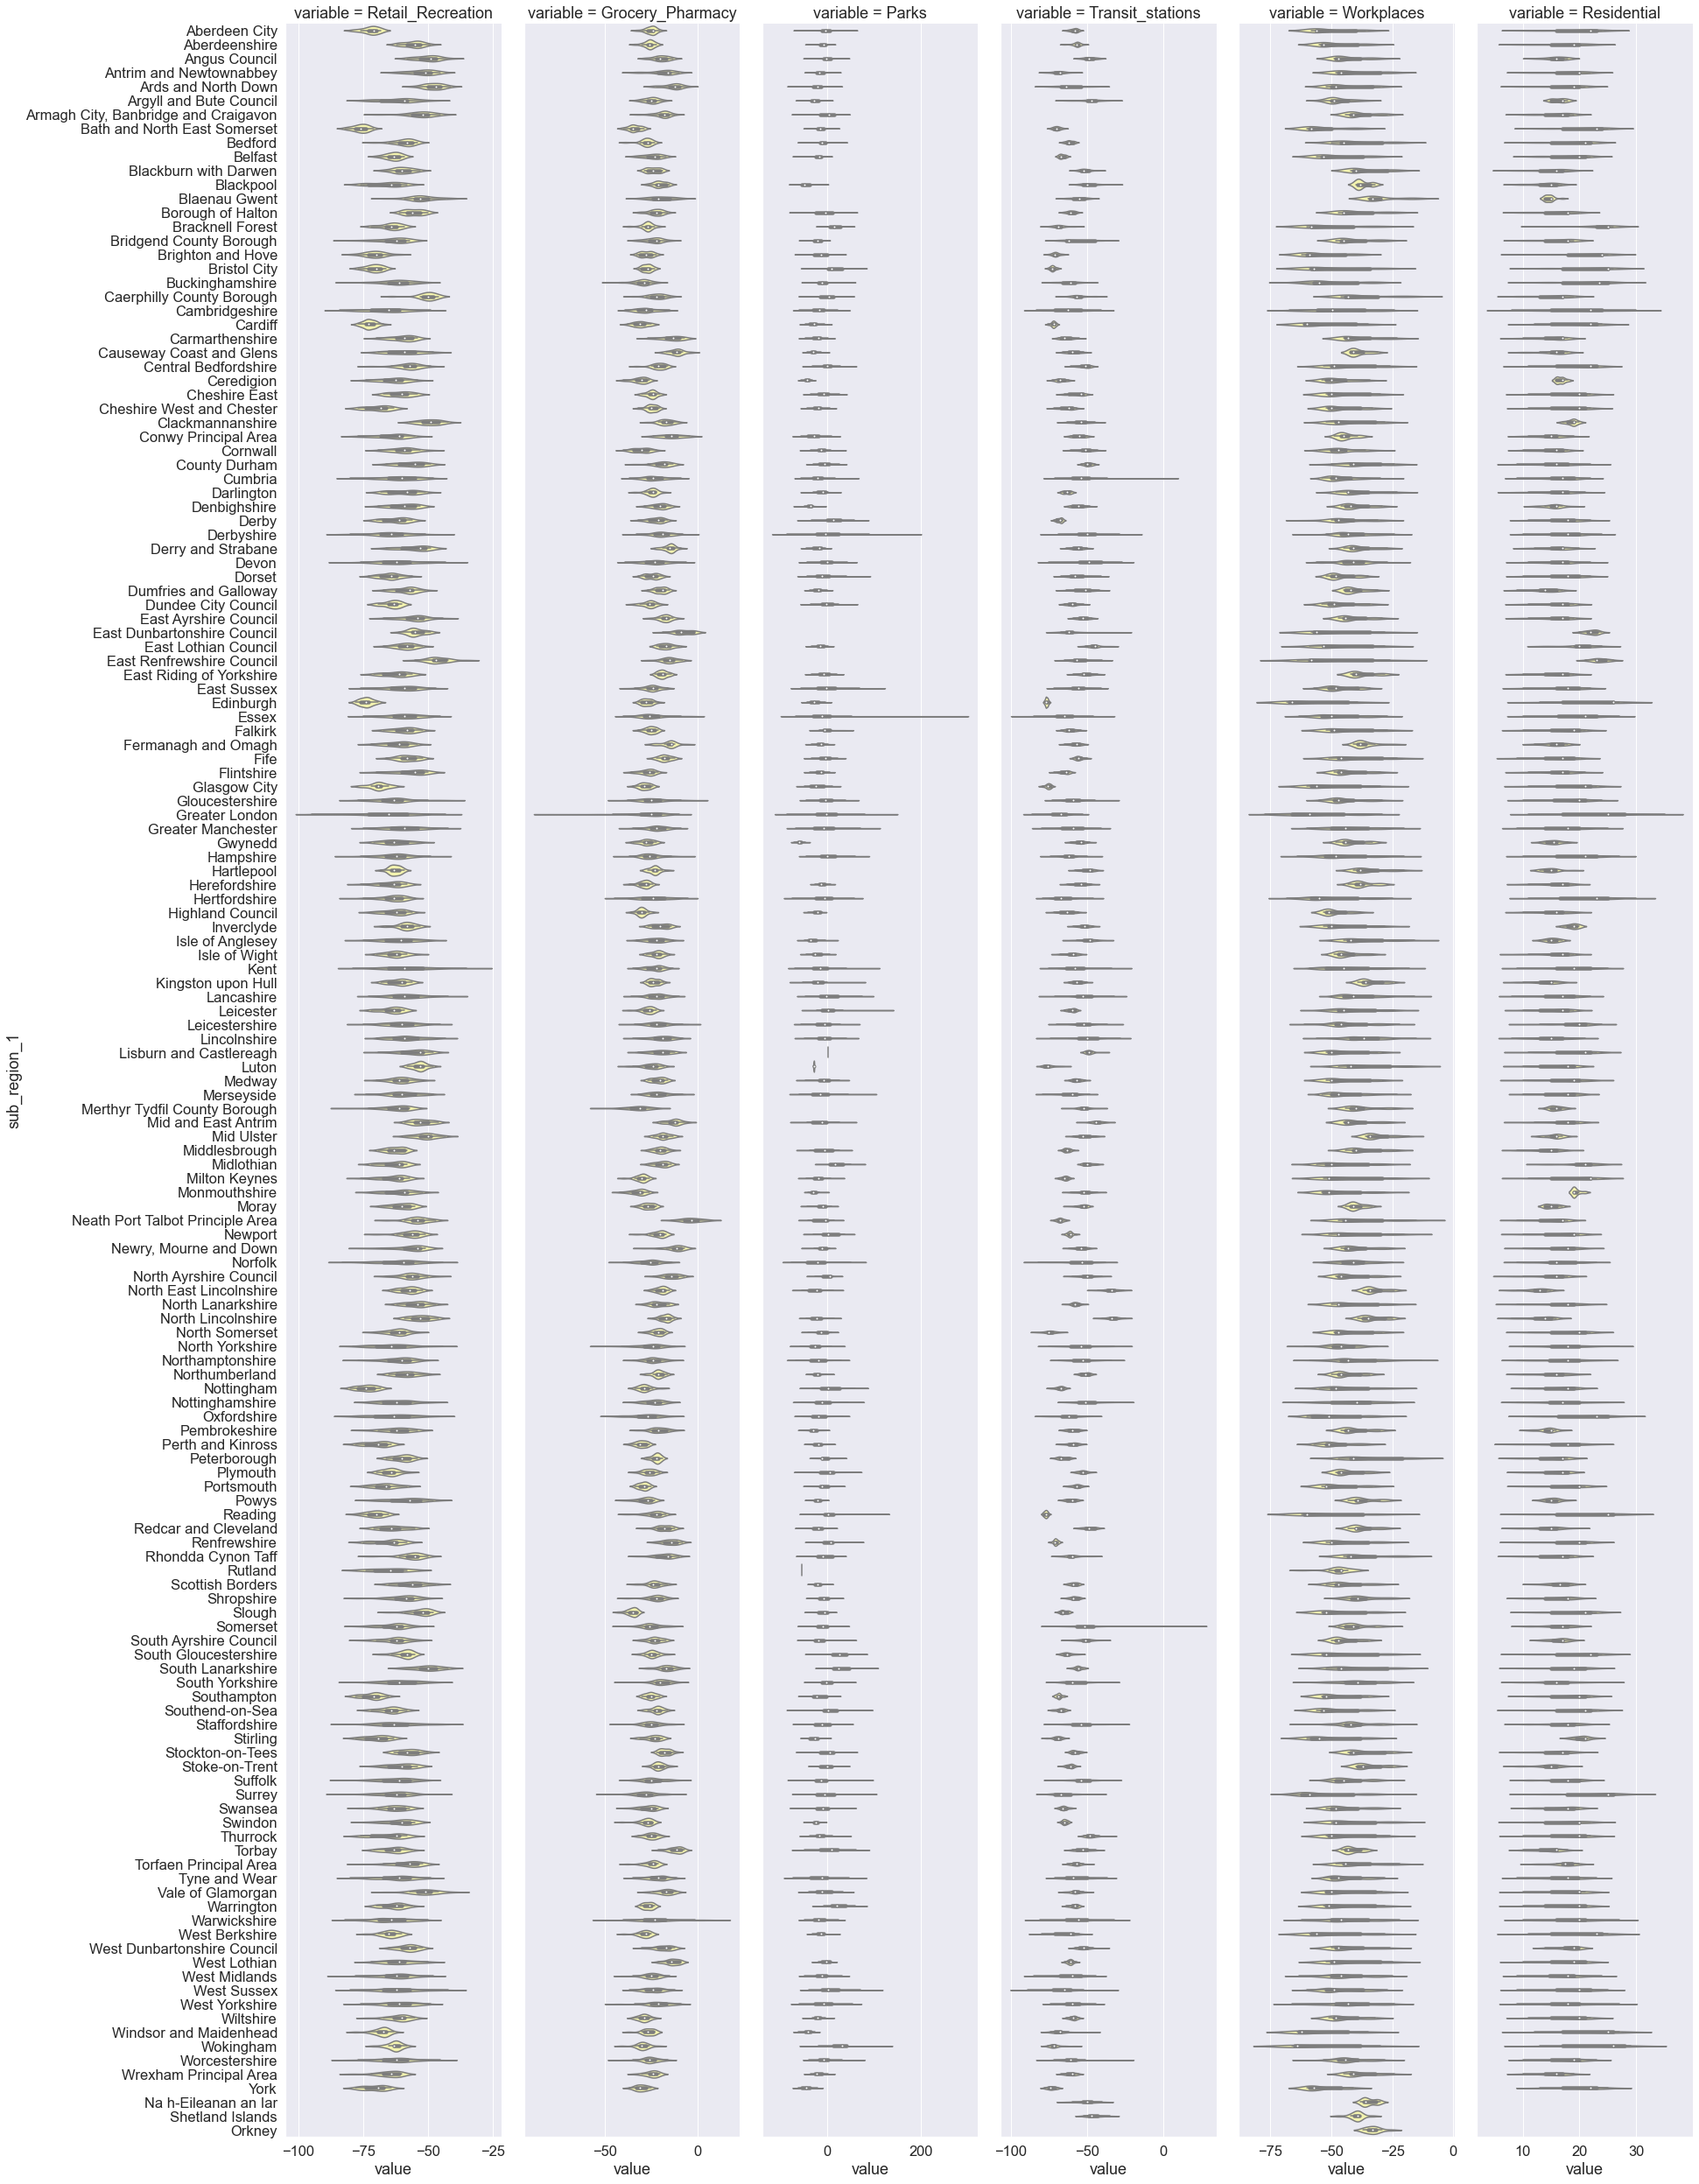 variable = Retail_Recreation
variable = Grocery_Pharmacy
variable = Parks
variable = Transit_stations
variable = Workplaces
variable = Residential
sub_region_1
Aberdeen City
Aberdeenshire
Angus Council
Antrim and Newtownabbey
Ards and North Down
Argyll and Bute Council
Armagh City, Banbridge and Craigavon
Bath and North East Somerset
Bedford
Belfast
Blackburn with Darwen
Blackpool
Blaenau Gwent
Borough of Halton
Bracknell Forest
Bridgend County Borough
Brighton and Hove
Bristol City
Buckinghamshire
Caerphilly County Borough
Cambridgeshire
Cardiff
Carmarthenshire
Causeway Coast and Glens
Central Bedfordshire
Ceredigion
Cheshire East
Cheshire West and Chester
Clackmannanshire
Conwy Principal Area
Cornwall
County Durham
Cumbria
Darlington
Denbighshire
Derby
Derbyshire
Derry and Strabane
Devon
Dorset
Dumfries and Galloway
Dundee City Council
East Ayrshire Council
East Dunbartonshire Council
East Lothian Council
East Renfrewshire Council
East Riding of Yorkshire
East Sussex
Edinburgh
Essex
Falkirk
Fermanagh and Omagh
Fife
Flintshire
Glasgow City
Gloucestershire
Greater London
Greater Manchester
Gwynedd
Hampshire
Hartlepool
Herefordshire
Hertfordshire
Highland Council
Inverclyde
Isle of Anglesey
Isle of Wight
Kent
Kingston upon Hull
Lancashire
Leicester
Leicestershire
Lincolnshire
Lisburn and Castlereagh
Luton
Medway
Merseyside
Merthyr Tydfil County Borough
Mid and East Antrim
Mid Ulster
Middlesbrough
Midlothian
Milton Keynes
Monmouthshire
Moray
Neath Port Talbot Principle Area
Newport
Newry, Mourne and Down
Norfolk
North Ayrshire Council
North East Lincolnshire
North Lanarkshire
North Lincolnshire
North Somerset
North Yorkshire
Northamptonshire
Northumberland
Nottingham
Nottinghamshire
Oxfordshire
Pembrokeshire
Perth and Kinross
Peterborough
Plymouth
Portsmouth
Powys
Reading
Redcar and Cleveland
Renfrewshire
Rhondda Cynon Taff
Rutland
Scottish Borders
Shropshire
Slough
Somerset
South Ayrshire Council
South Gloucestershire
South Lanarkshire
South Yorkshire
Southampton
Southend-on-Sea
Staffordshire
Stirling
Stockton-on-Tees
Stoke-on-Trent
Suffolk
Surrey
Swansea
Swindon
Thurrock
Torbay
Torfaen Principal Area
Tyne and Wear
Vale of Glamorgan
Warrington
Warwickshire
West Berkshire
West Dunbartonshire Council
West Lothian
West Midlands
West Sussex
West Yorkshire
Wiltshire
Windsor and Maidenhead
Wokingham
Worcestershire
Wrexham Principal Area
York
Na h-Eileanan an Iar
Shetland Islands
Orkney
−100 −75 −50 −25
−50 0
0 200
−100 −50 0
−75 −50 −25 0
10 20 30
value
value
value
value
value
value